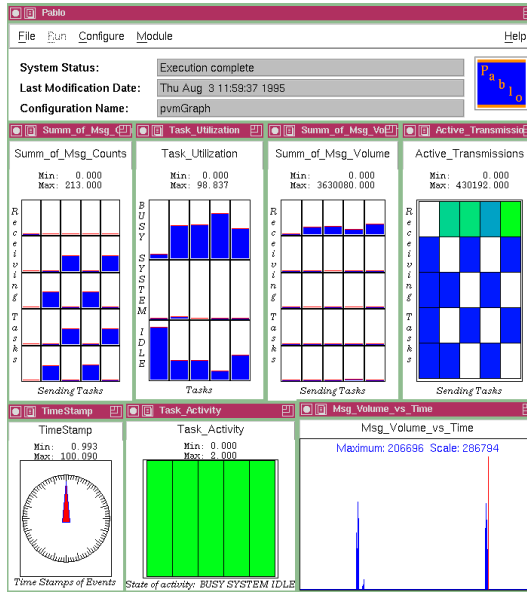 Pablo
File Run Configure Module Help
System Status: Execution complete
Last Modification Date: Thu Aug 3 11:59:37 1995
Configuration Name: pvmGraph
Pablo
Summ_of_Msg_C
Task_Utilization
Summ_of_Msg_Vol
Active_Transmissio
Summ_of_Msg_Counts
Min: 0.000
Max: 213.000
Receiving Tasks
Sending Tasks
Task_Utilization
Min: 0.000
Max: 98.837
BUSY SYSTEM IDLE
Tasks
Summ_of_Msg_Volume
Min: 0.000
Max: 3630080.000
Receiving Tasks
Sending Tasks
Active_Transmissions
Min: 0.000
Max: 430192.000
Receiving Tasks
Sending Tasks
TimeStamp
Task_Activity
Msg_Volume_vs_Time
TimeStamp
Min: 0.993
Max: 100.090
Time Stamps of Events
Task_Activity
Min: 0.000
Max: 2.000
State of activity: BUSY SYSTEM IDLE
Msg_Volume_vs_Time
Maximum: 206696 Scale: 286794